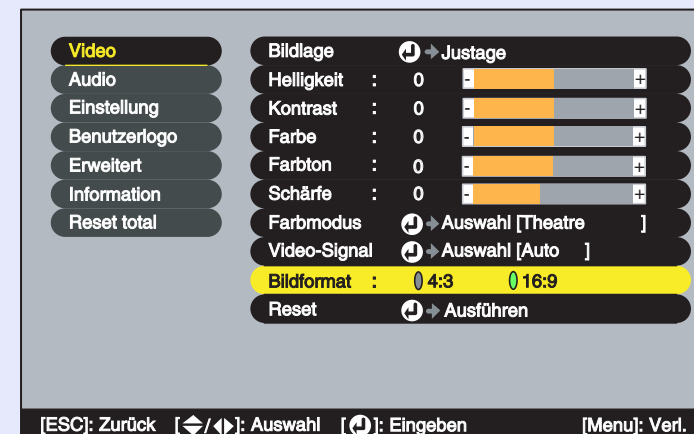 Video
Audio
Einstellung
Benutzerlogo
Erweitert
Information
Reset total
Bildlage Justage
Helligkeit : 0 - +
Kontrast : 0 - +
Farbe : 0 - +
Farbton : 0 - +
Schärfe : 0 - +
Farbmodus Auswahl [Theatre ]
Video-Signal Auswahl [Auto ]
Bildformat : 4:3 16:9
Reset Ausführen
[ESC]: Zurück [ / ]: Auswahl [ ]: Eingeben [Menu]: Verl.